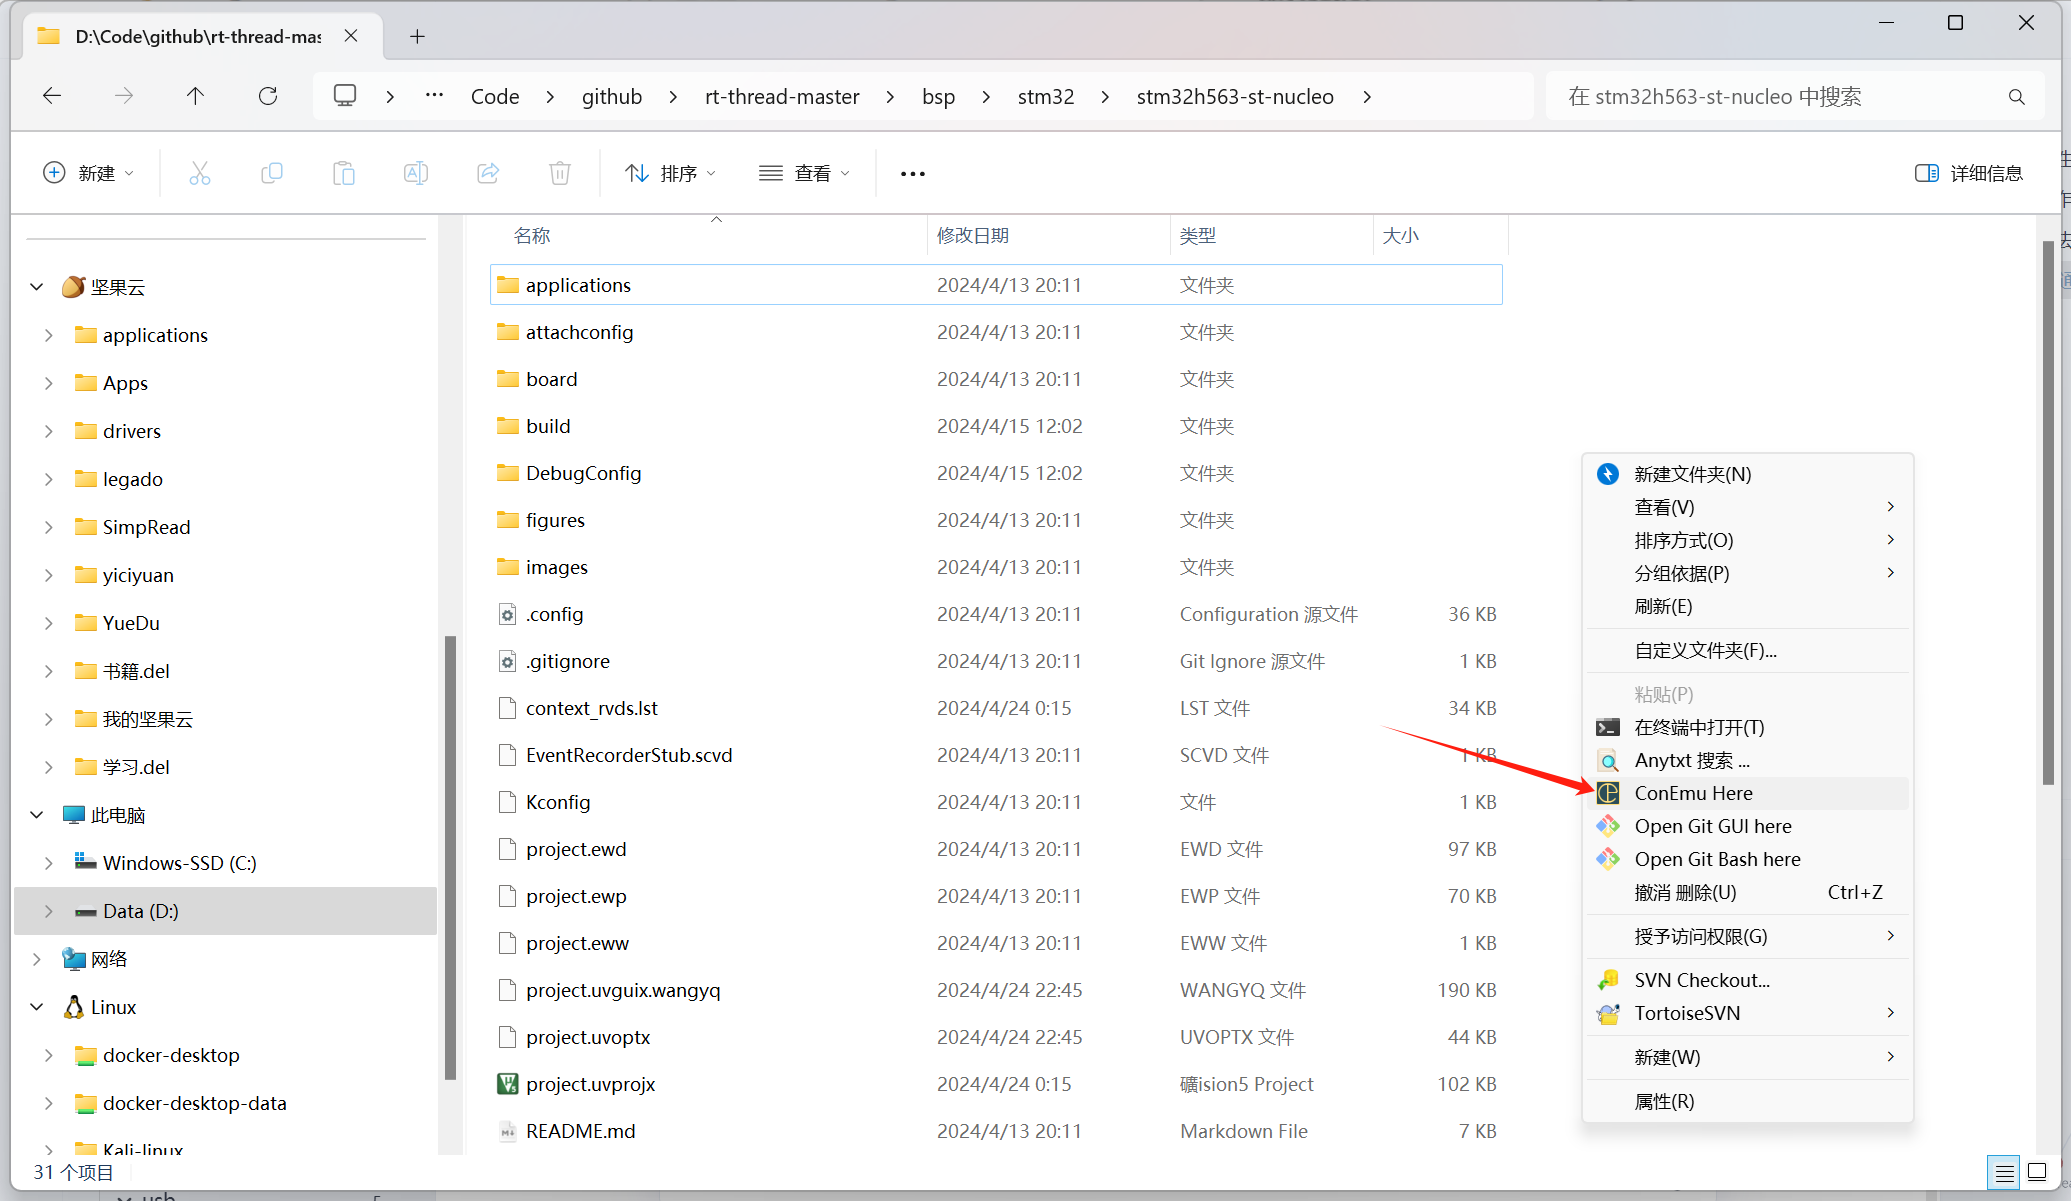 D:\Code\github\rt-thread-mas
Code github rt-thread-master bsp stm32 stm32h563-st-nucleo
在 stm32h563-st-nucleo 中搜索
新建 排序 查看 详细信息
名称 修改日期 类型 大小
坚果云
applications
Apps
drivers
legado
SimpRead
yiciyuan
YueDu
书籍.del
我的坚果云
学习.del
此电脑
Windows-SSD (C:)
Data (D:)
网络
Linux
docker-desktop
docker-desktop-data
Kali-linux
applications 2024/4/13 20:11 文件夹
attachconfig 2024/4/13 20:11 文件夹
board 2024/4/13 20:11 文件夹
build 2024/4/15 12:02 文件夹
DebugConfig 2024/4/15 12:02 文件夹
figures 2024/4/13 20:11 文件夹
images 2024/4/13 20:11 文件夹
.config 2024/4/13 20:11 Configuration 源文件 36 KB
.gitignore 2024/4/13 20:11 Git Ignore 源文件 1 KB
context_rvds.lst 2024/4/24 0:15 LST 文件 34 KB
EventRecorderStub.scvd 2024/4/13 20:11 SCVD 文件 1 KB
Kconfig 2024/4/13 20:11 文件 1 KB
project.ewd 2024/4/13 20:11 EWD 文件 97 KB
project.ewp 2024/4/13 20:11 EWP 文件 70 KB
project.eww 2024/4/13 20:11 EWW 文件 1 KB
project.uvguix.wangyq 2024/4/24 22:45 WANGYQ 文件 190 KB
project.uvoptx 2024/4/24 22:45 UVOPTX 文件 44 KB
project.uvprojx 2024/4/24 0:15 礦ision5 Project 102 KB
README.md 2024/4/13 20:11 Markdown File 7 KB
新建文件夹(N)
查看(V)
排序方式(O)
分组依据(P)
刷新(E)
自定义文件夹(F)...
粘贴(P)
在终端中打开(T)
Anytxt 搜索 ...
ConEmu Here
Open Git GUI here
Open Git Bash here
撤消 删除(U) Ctrl+Z
授予访问权限(G)
SVN Checkout...
TortoiseSVN
新建(W)
属性(R)
31 个项目